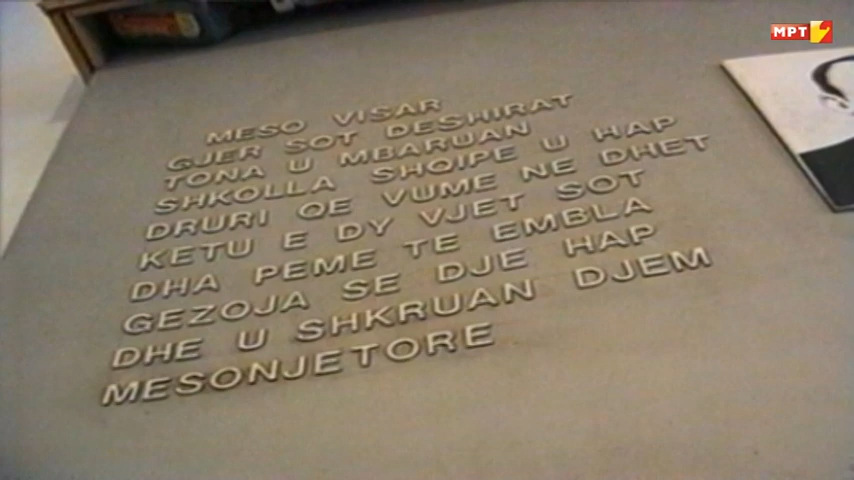 MPT
MESO VISAR
GJER SOT DESHIRAT
TONA U MBARUAN
SHKOLLA SHQIPE U HAP
DRURI QE VUME NE DHET
KETU E DY VJET SOT
DHA PEME TE EMBLA
GEZOJA SE DJE HAP
DHE U SHKRUAN DJEM
MESONJETORE